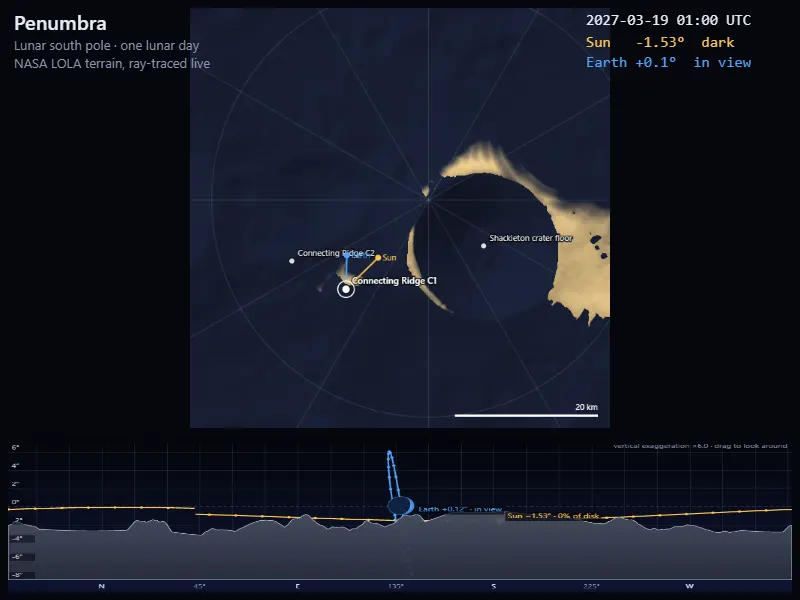 Penumbra
Lunar south pole · one lunar day
NASA LOLA terrain, ray-traced live
2027-03-19 01:00 UTC
Sun -1.53° dark
Earth +0.1° in view
Shackleton crater floor
Connecting Ridge C2
Sun
Connecting Ridge C1
20 km
vertical exaggeration ×6.0 · drag to look around
6°
4°
2°
0°
-2°
-4°
-6°
-8°
Earth +0.12° · in view
Sun −1.53° · 0% of disk
N 45° E 135° S 225° W